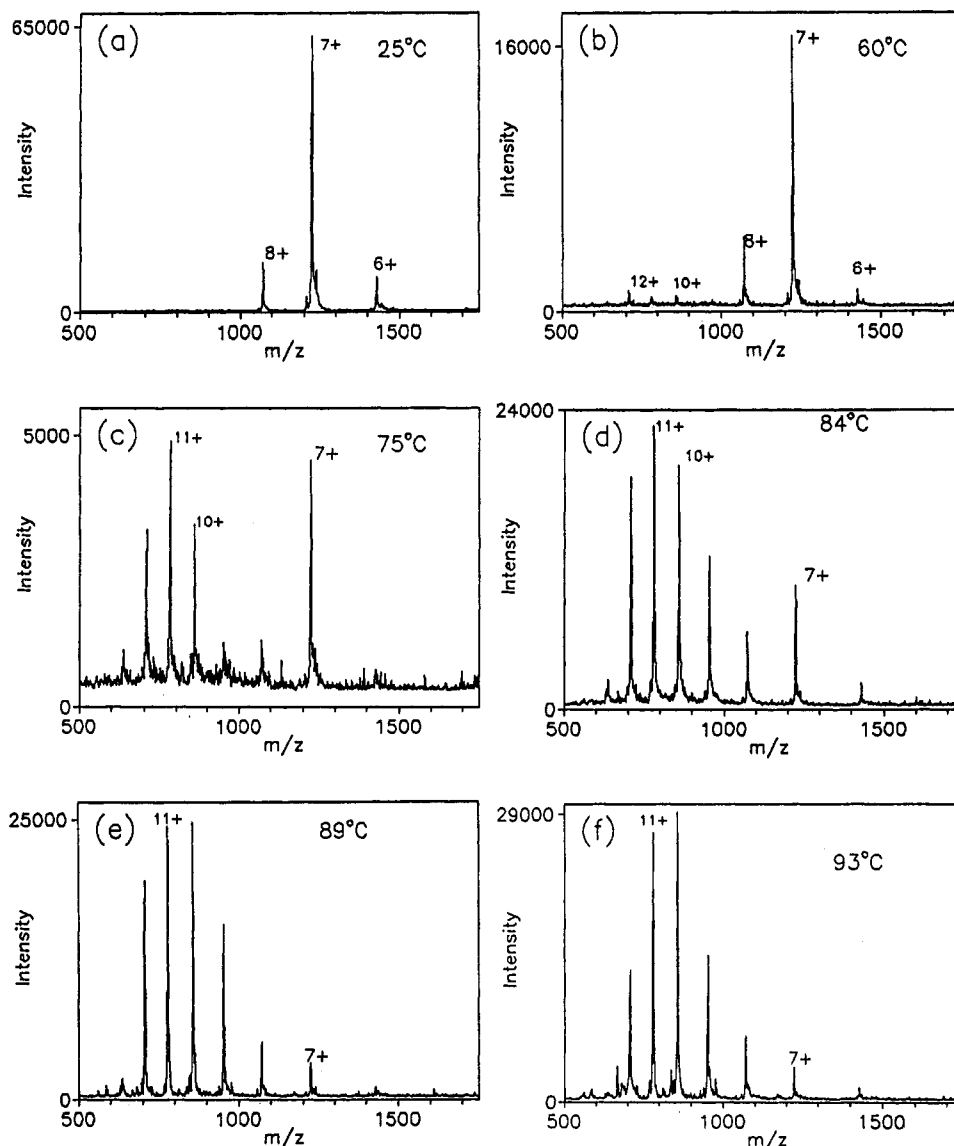 65000
(a)
7+
25°C
Intensity
8+
6+
0
500
1000
1500
m/z
16000
(b)
7+
60°C
Intensity
8+
12+
10+
6+
0
500
1000
1500
m/z
5000
(c)
11+
75°C
7+
10+
Intensity
0
500
1000
1500
m/z
24000
(d)
11+
84°C
10+
7+
Intensity
0
500
1000
1500
m/z
25000
(e)
11+
89°C
Intensity
7+
0
500
1000
1500
m/z
29000
(f)
11+
93°C
Intensity
7+
0
500
1000
1500
m/z